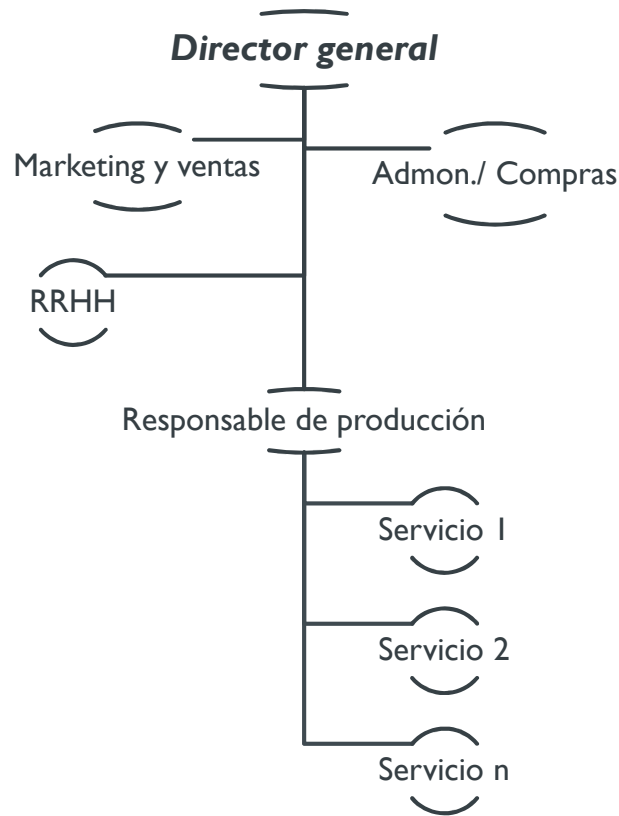 Director general
Marketing y ventas
Admon./ Compras
RRHH
Responsable de producción
Servicio 1
Servicio 2
Servicio n